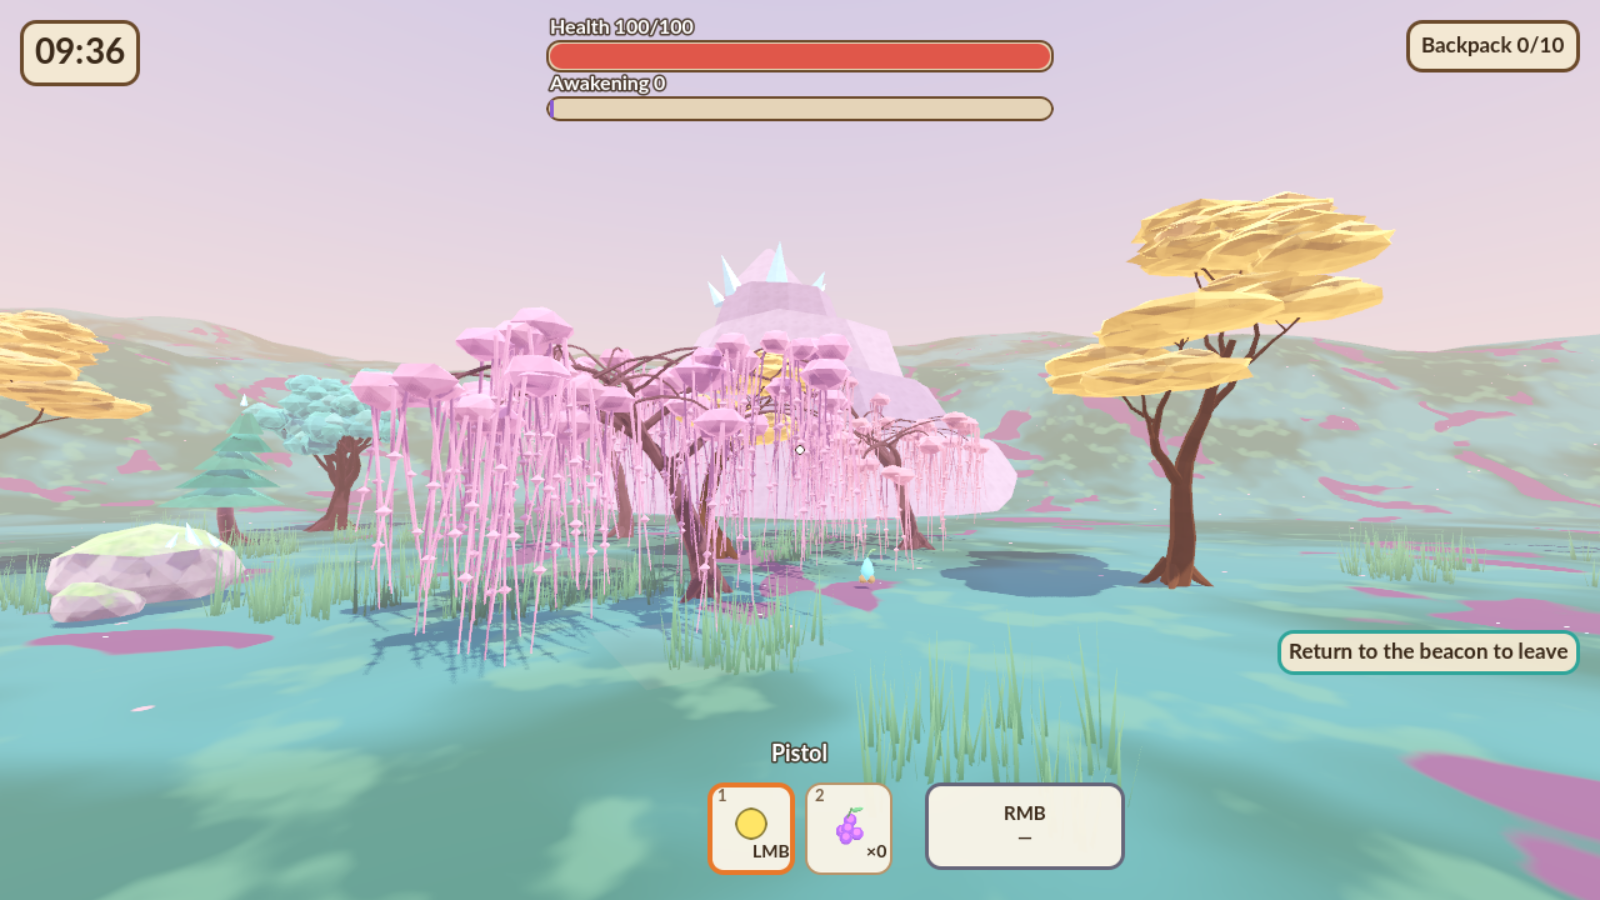 09:36
Health 100/100
Awakening 0
Backpack 0/10
Return to the beacon to leave
Pistol
1
LMB
2
×0
RMB
–